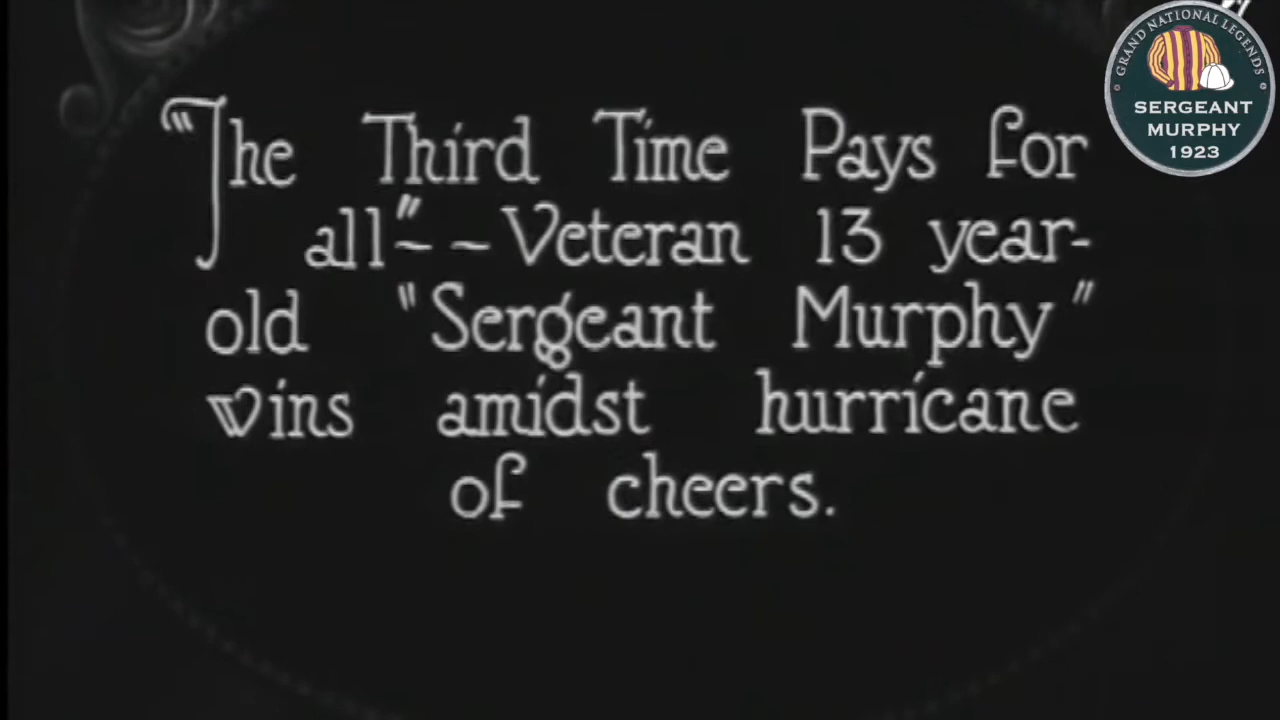 "The Third Time Pays for
all"-- Veteran 13 year-
old "Sergeant Murphy"
wins amidst hurricane
of cheers.
GRAND NATIONAL LEGENDS
SERGEANT
MURPHY
1923